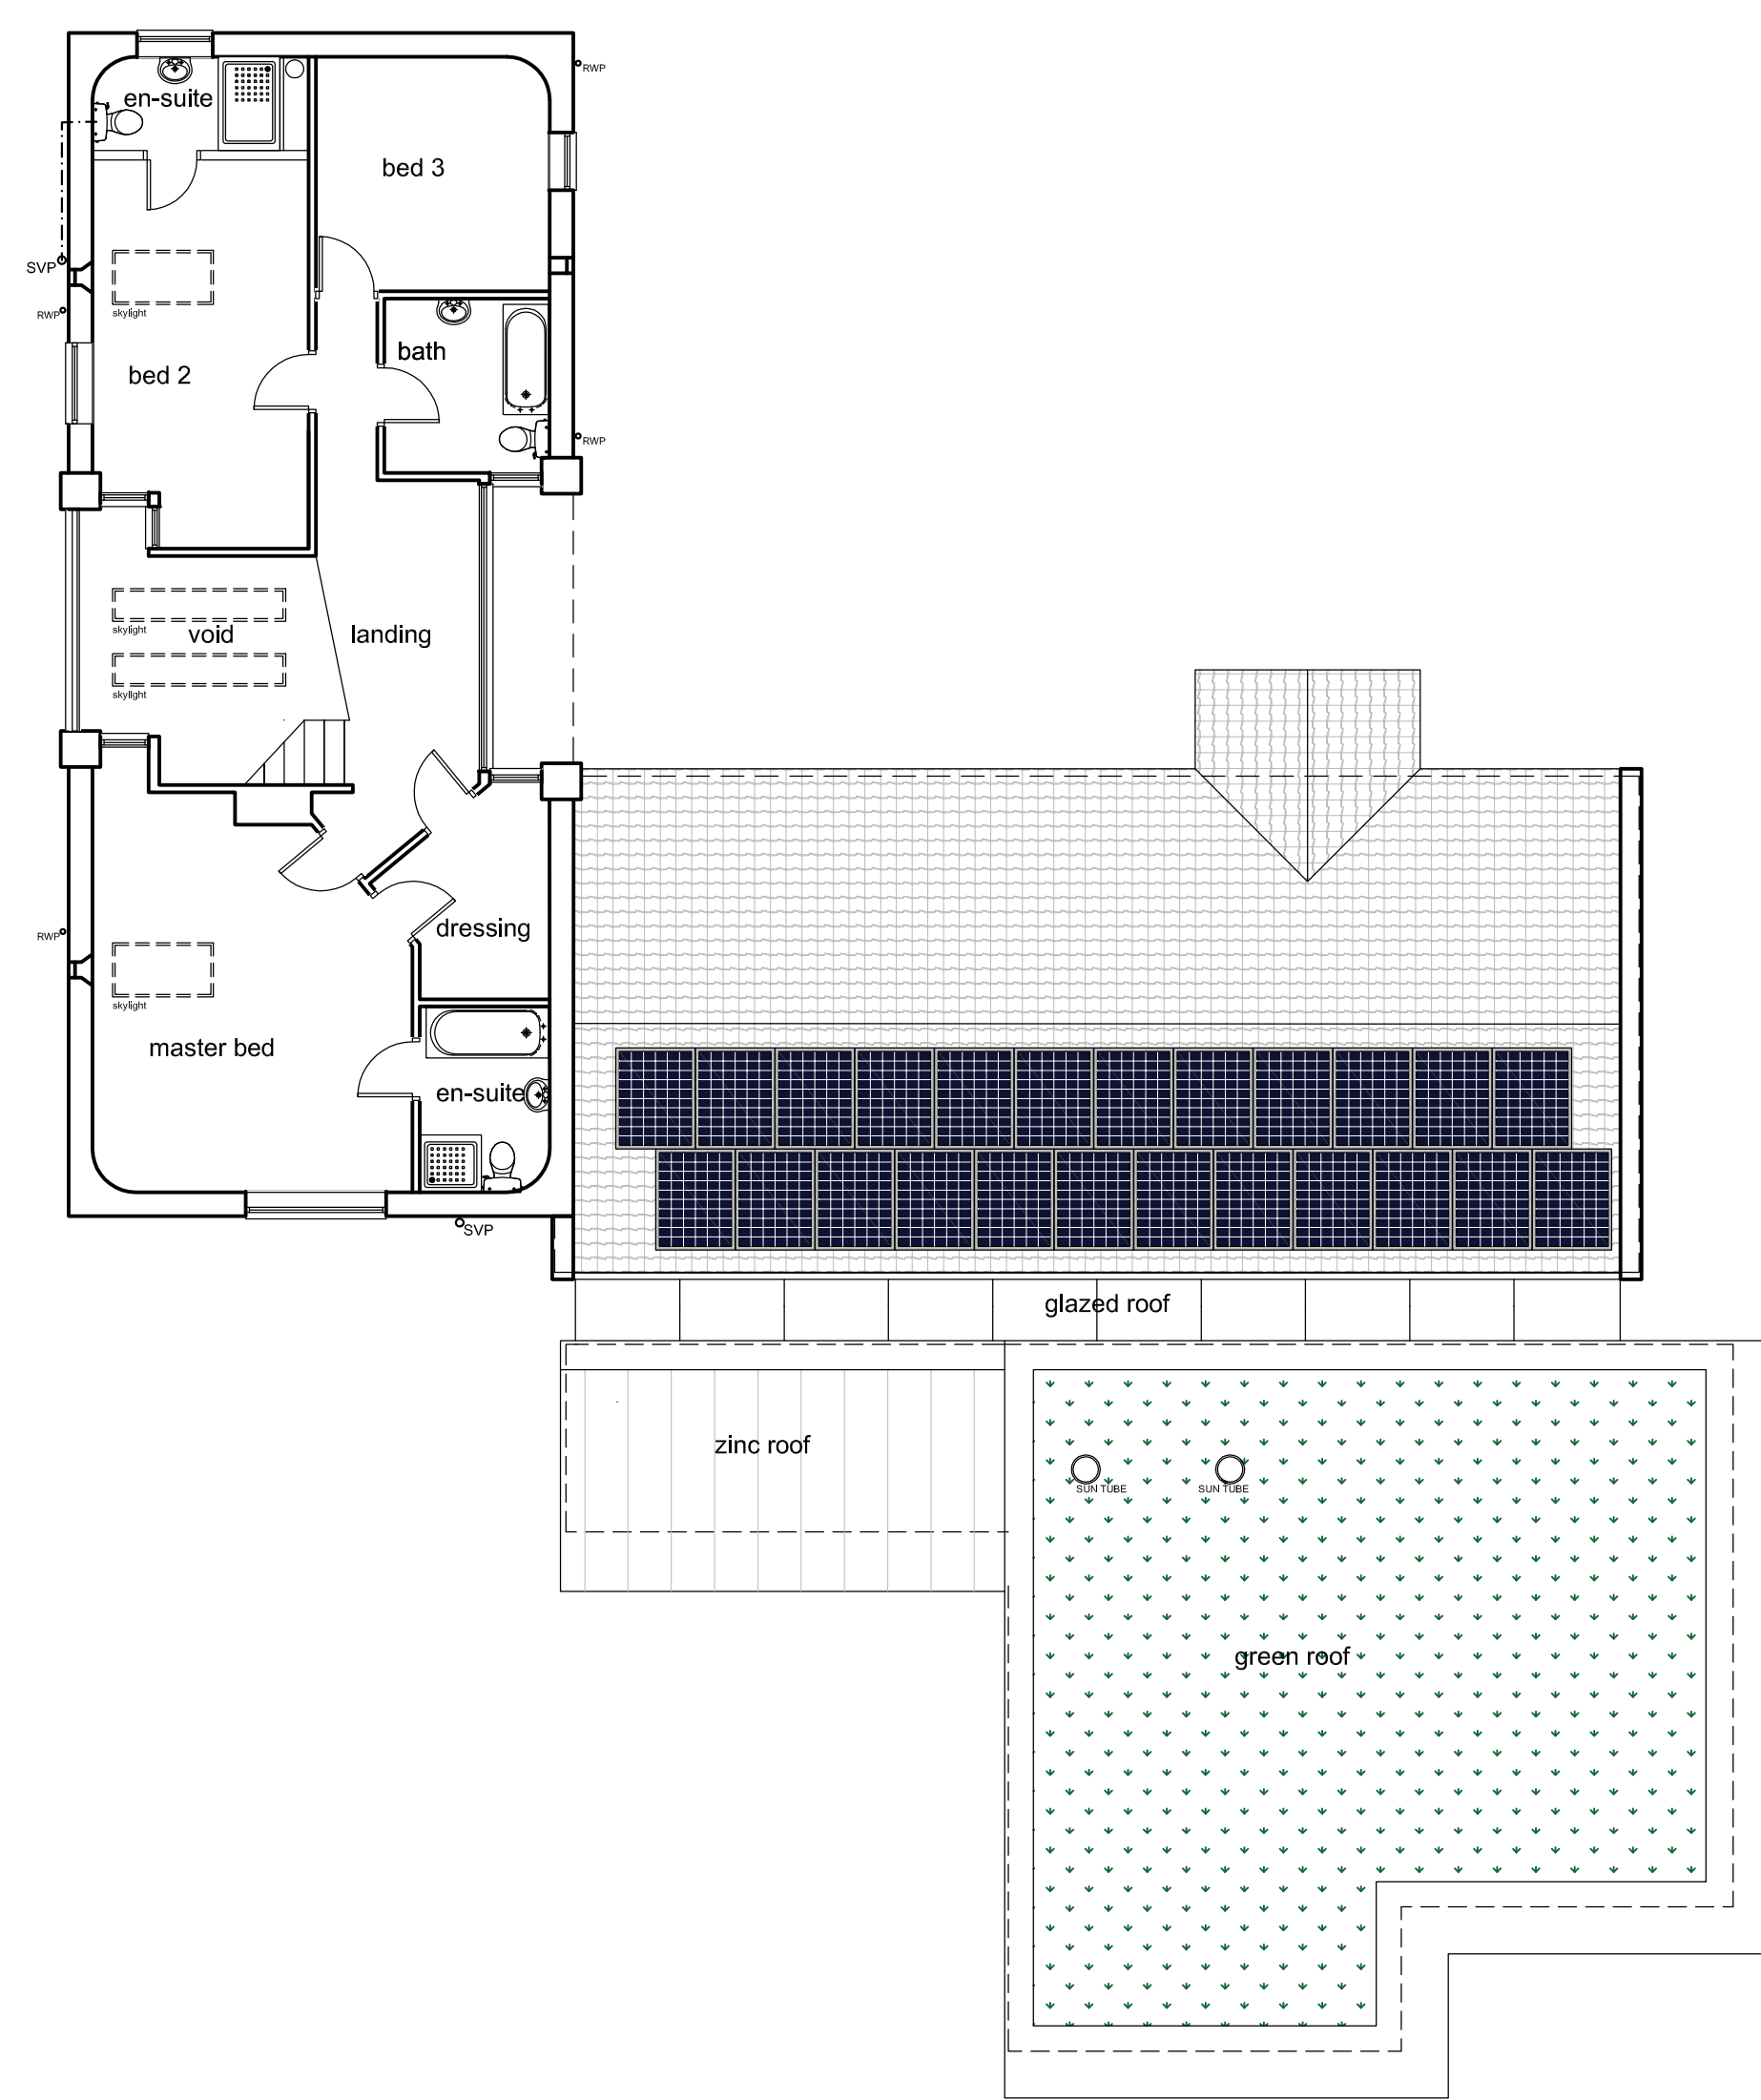 RWP
en-suite
bed 3
SVP
RWP
skylight
bath
bed 2
RWP
skylight
void
landing
skylight
dressing
RWP
skylight
master bed
en-suite
SVP
glazed roof
zinc roof
SUN TUBE
SUN TUBE
green roof